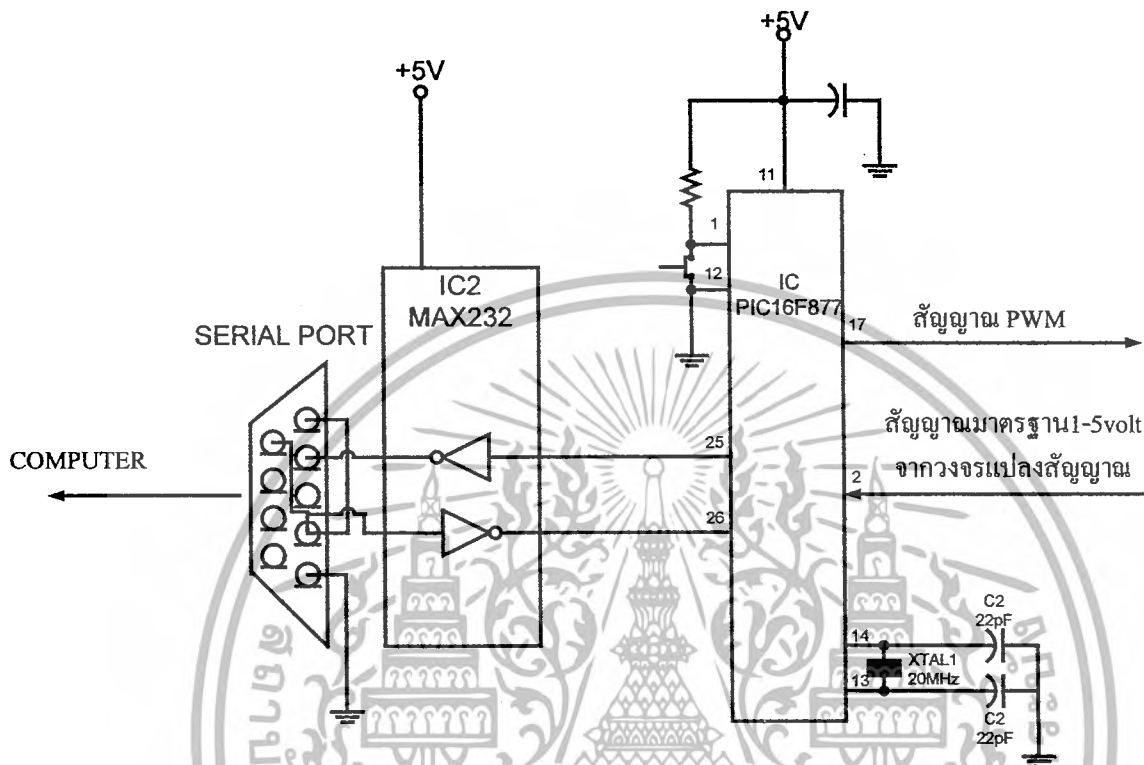 +5V
+5V
11
1
12
IC
PIC16F877
17
สัญญาณ PWM
IC2
MAX232
SERIAL PORT
สัญญาณมาตรฐาน1-5volt
จากวงจรแปลงสัญญาณ
25
2
COMPUTER
26
C2
22pF
14
XTAL1
20MHz
13
C2
22pF